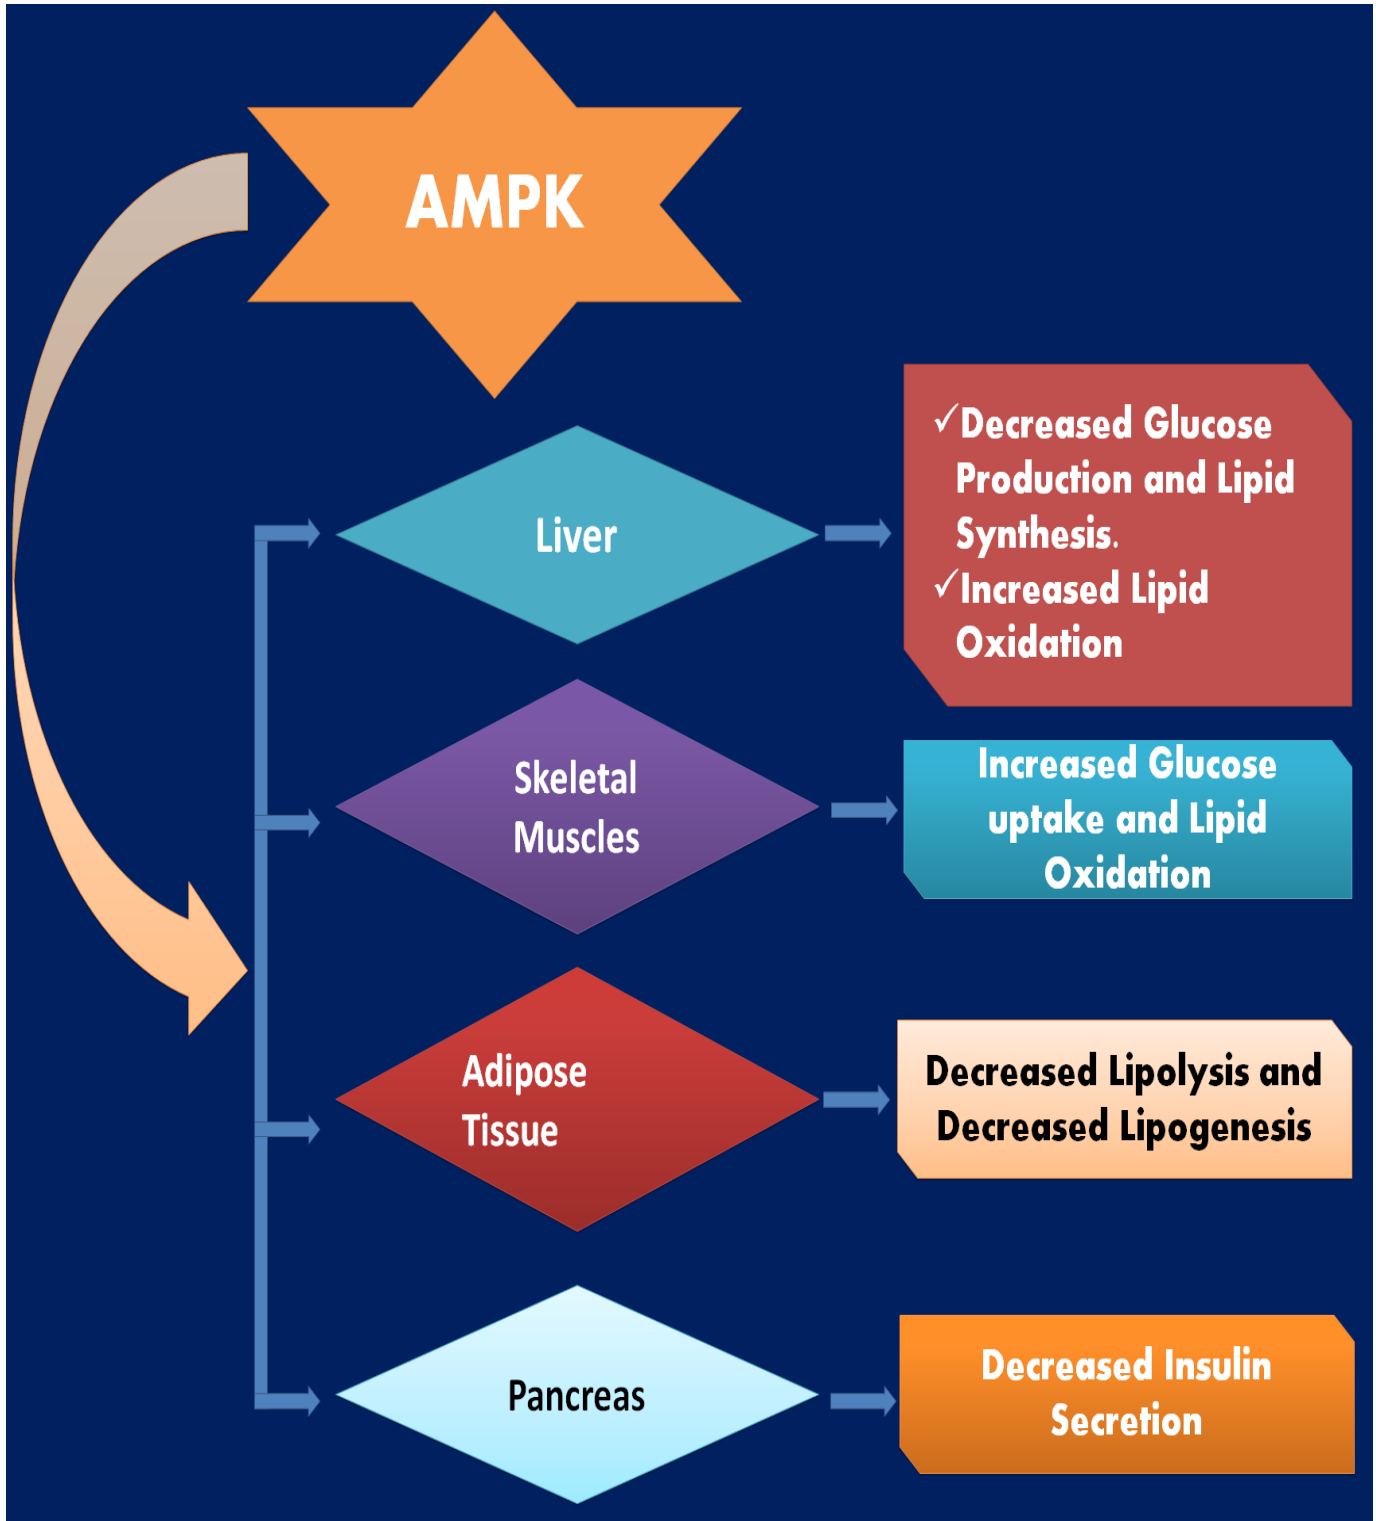 AMPK
Liver
✓Decreased Glucose
Production and Lipid
Synthesis.
✓Increased Lipid
Oxidation
Skeletal
Muscles
Increased Glucose
uptake and Lipid
Oxidation
Adipose
Tissue
Decreased Lipolysis and
Decreased Lipogenesis
Pancreas
Decreased Insulin
Secretion